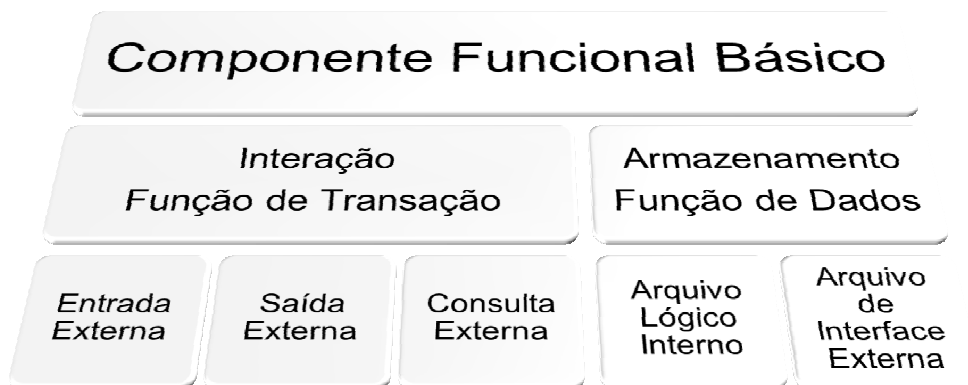 Componente Funcional Básico
Interação
Função de Transação
Armazenamento
Função de Dados
Entrada
Externa
Saída
Externa
Consulta
Externa
Arquivo
Lógico
Interno
Arquivo
de
Interface
Externa